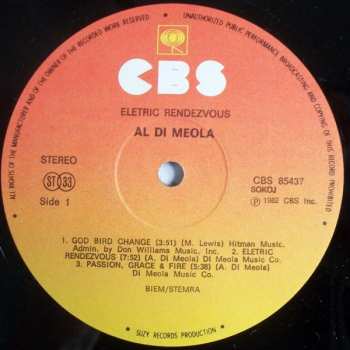 ALL RIGHTS OF THE MANUFACTURER AND OF THE OWNER OF THE RECORDED WORK RESERVED
UNAUTHORIZED PUBLIC PERFORMANCE BROADCASTING AND COPYING OF THIS RECORD PROHIBITED
CBS
ELETRIC RENDEZVOUS
AL DI MEOLA
STEREO
ST 33
Side 1
CBS 85437
SOKOJ
℗ 1982 CBS Inc.
1. GOD BIRD CHANGE (3:51) (M. Lewis) Hitman Music.
Admin. by Don Williams Music, Inc. 2. ELETRIC
RENDEZVOUS (7:52) (A. Di Meola) Di Meola Music Co.
3. PASSION, GRACE & FIRE (5:38) (A. Di Meola)
Di Meola Music Co.
BIEM/STEMRA
SUZY RECORDS PRODUCTION